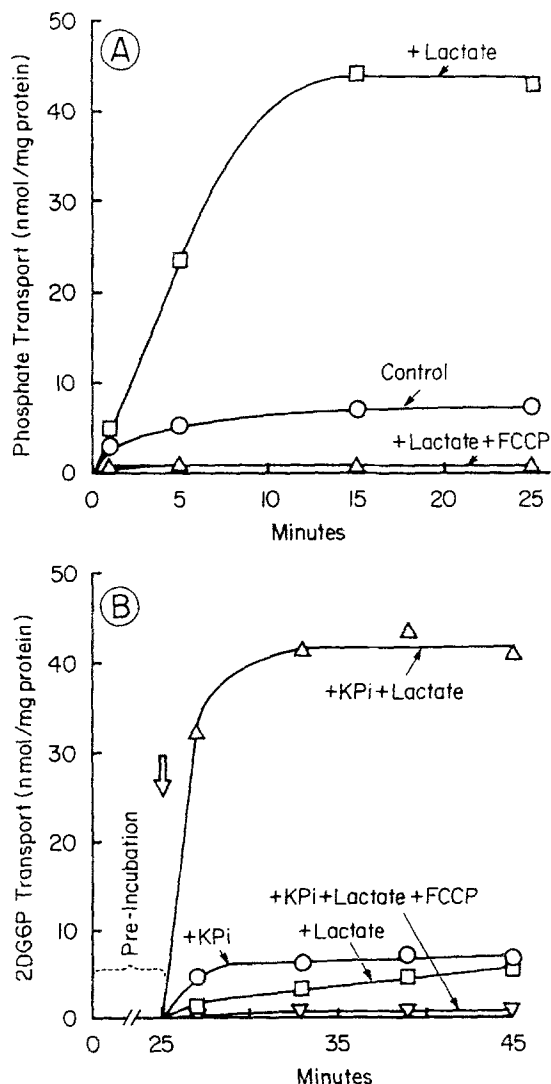 A
+Lactate
Control
+Lactate+FCCP
Phosphate Transport (nmol/mg protein)
50
40
30
20
10
0
0 5 10 15 20 25
Minutes
B
+KPi+Lactate
+KPi+Lactate+FCCP
+KPi
+Lactate
Pre-Incubation
2DG6P Transport (nmol/mg protein)
50
40
30
20
10
0
0 25 35 45
Minutes